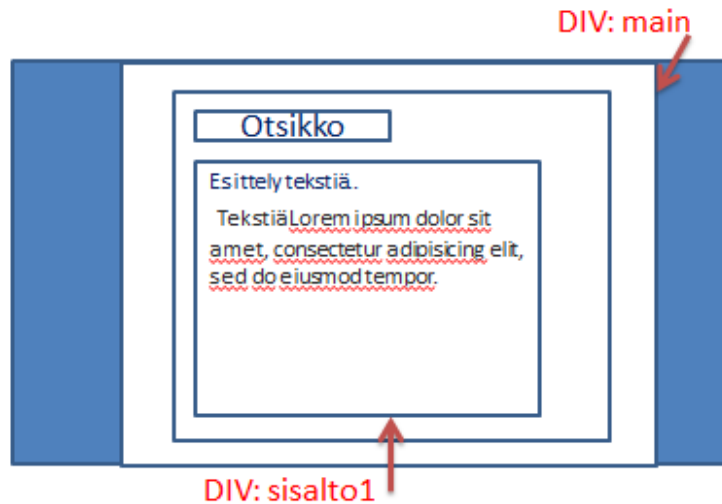 DIV: main
Otsikko
Esittely tekstiä..
TekstiäLorem ipsum dolor sit
amet, consectetur adipisicing elit,
sed do eiusmod tempor.
DIV: sisalto1